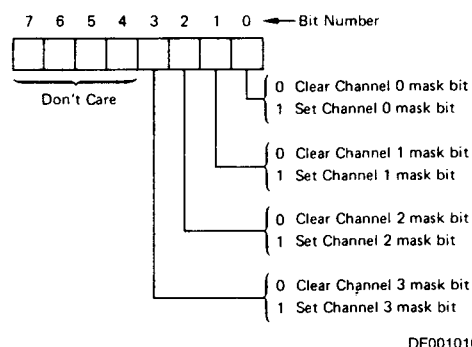 7 6 5 4 3 2 1 0 Bit Number
Don't Care
0 Clear Channel 0 mask bit
1 Set Channel 0 mask bit
0 Clear Channel 1 mask bit
1 Set Channel 1 mask bit
0 Clear Channel 2 mask bit
1 Set Channel 2 mask bit
0 Clear Channel 3 mask bit
1 Set Channel 3 mask bit